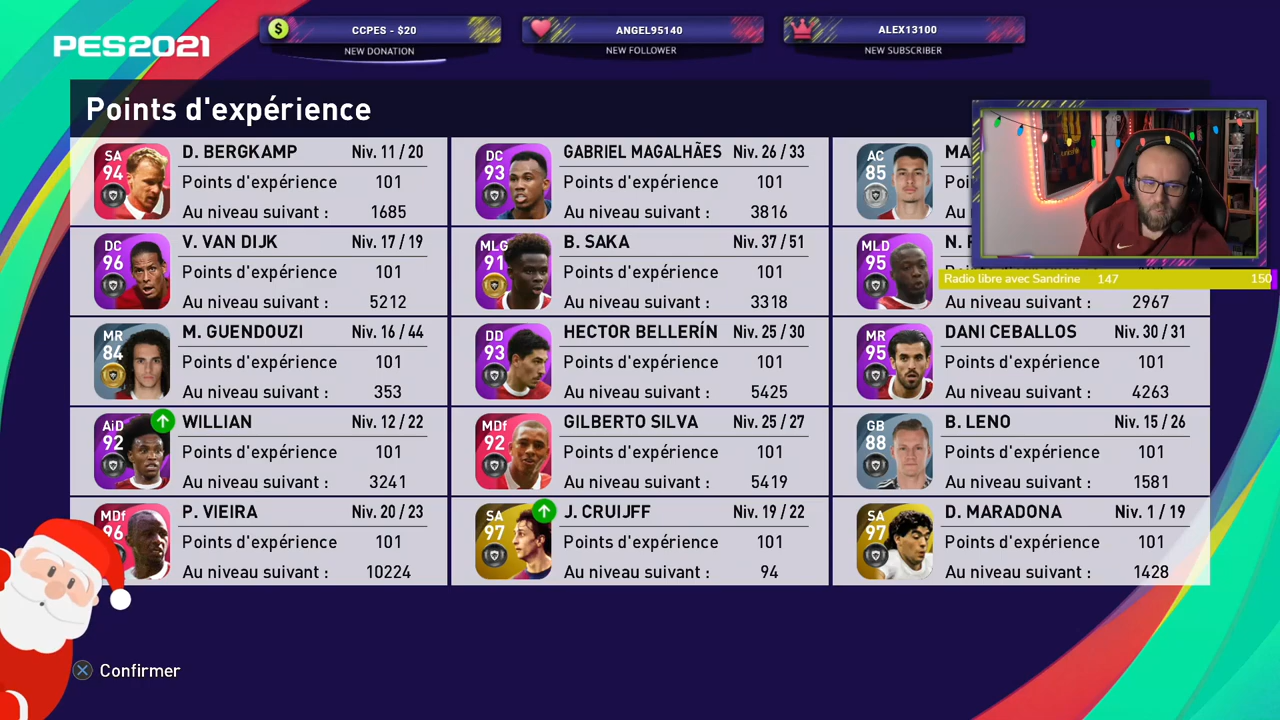 PES2021
CCPES - $20
NEW DONATION
ANGEL95140
NEW FOLLOWER
ALEX13100
NEW SUBSCRIBER
Points d'expérience
SA
94
D. BERGKAMP Niv. 11 / 20
Points d'expérience 101
Au niveau suivant : 1685
DC
93
GABRIEL MAGALHÃES Niv. 26 / 33
Points d'expérience 101
Au niveau suivant : 3816
AC
85
MA
Au niveau suivant :
DC
96
V. VAN DIJK Niv. 17 / 19
Points d'expérience 101
Au niveau suivant : 5212
MLG
91
B. SAKA Niv. 37 / 51
Points d'expérience 101
Au niveau suivant : 3318
MLD
95
N.
Radio libre avec Sandrine 147 150
Au niveau suivant : 2967
MR
84
M. GUENDOUZI Niv. 16 / 44
Points d'expérience 101
Au niveau suivant : 353
DD
93
HECTOR BELLERÍN Niv. 25 / 30
Points d'expérience 101
Au niveau suivant : 5425
MR
95
DANI CEBALLOS Niv. 30 / 31
Points d'expérience 101
Au niveau suivant : 4263
AiD
92
WILLIAN Niv. 12 / 22
Points d'expérience 101
Au niveau suivant : 3241
MDf
92
GILBERTO SILVA Niv. 25 / 27
Points d'expérience 101
Au niveau suivant : 5419
GB
88
B. LENO Niv. 15 / 26
Points d'expérience 101
Au niveau suivant : 1581
MDf
96
P. VIEIRA Niv. 20 / 23
Points d'expérience 101
Au niveau suivant : 10224
SA
97
J. CRUIJFF Niv. 19 / 22
Points d'expérience 101
Au niveau suivant : 94
SA
97
D. MARADONA Niv. 1 / 19
Points d'expérience 101
Au niveau suivant : 1428
Confirmer